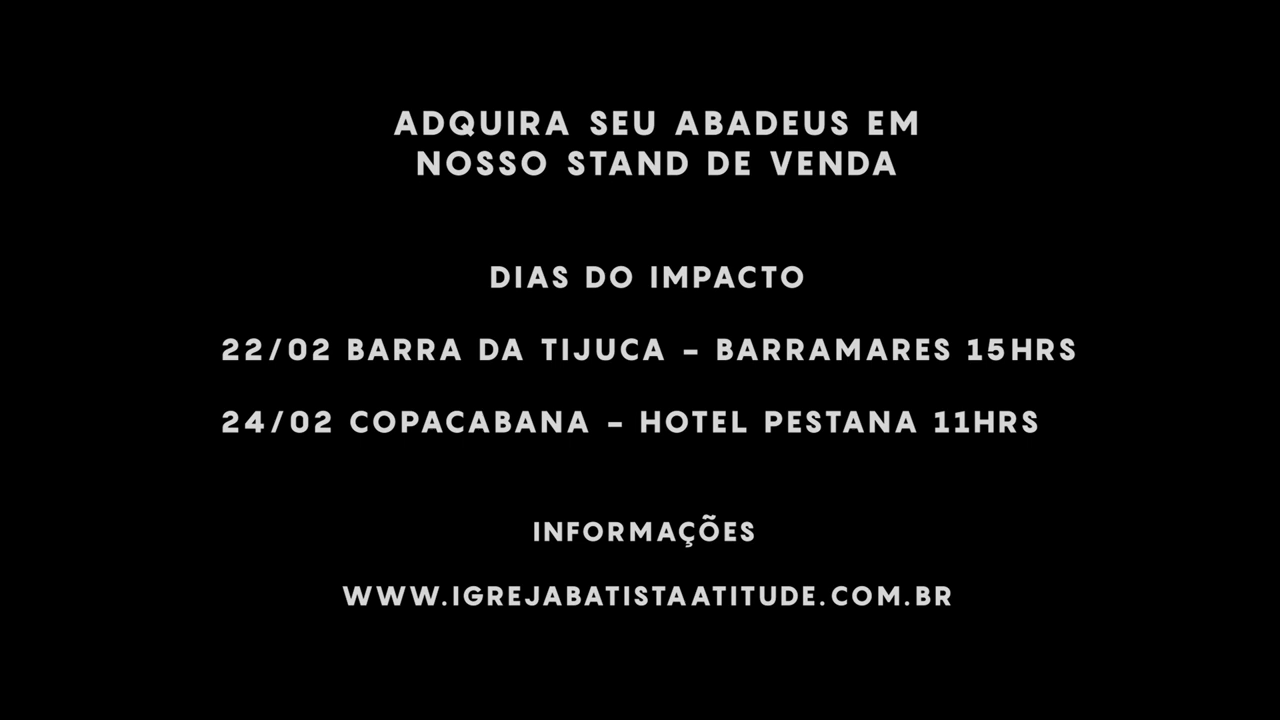 ADQUIRA SEU ABADEUS EM
NOSSO STAND DE VENDA
DIAS DO IMPACTO
22/02 BARRA DA TIJUCA - BARRAMARES 15HRS
24/02 COPACABANA - HOTEL PESTANA 11HRS
INFORMAÇÕES
WWW.IGREJABATISTAATITUDE.COM.BR